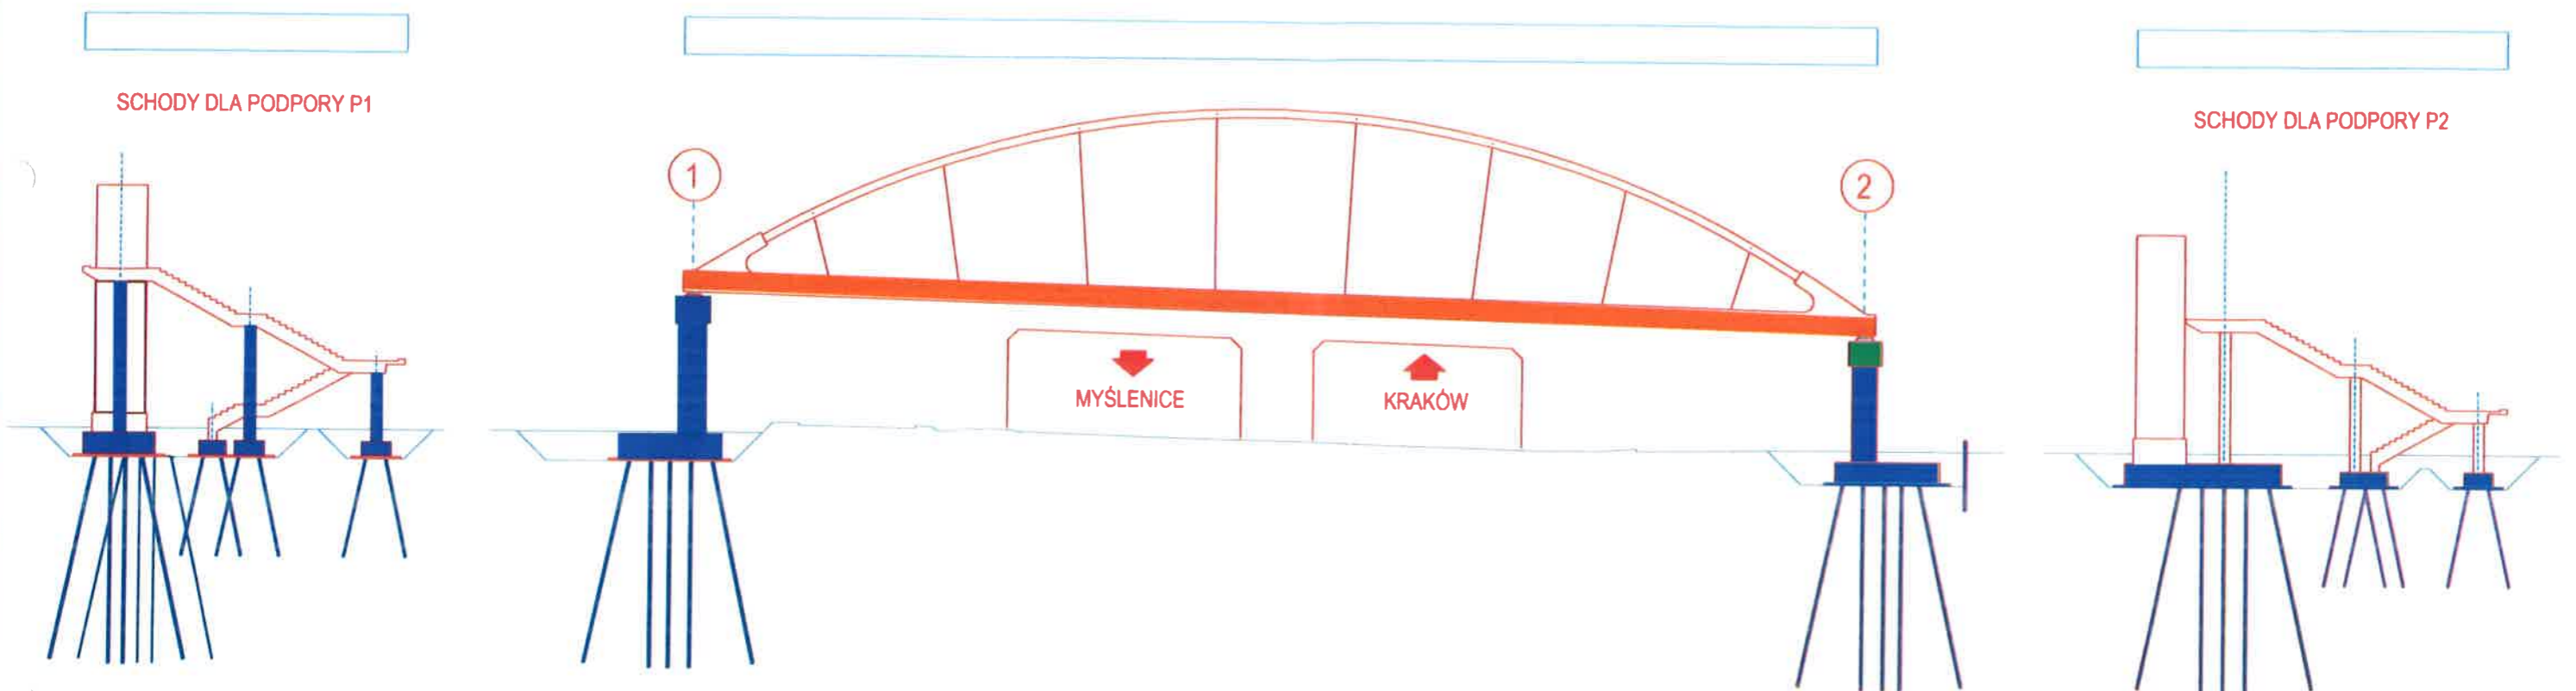 SCHODY DLA PODPORY P1
SCHODY DLA PODPORY P2
1
2
MYŚLENICE
KRAKÓW